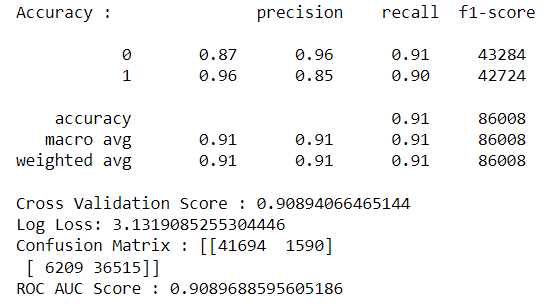 Accuracy :               precision    recall  f1-score
0       0.87      0.96      0.91     43284
1       0.96      0.85      0.90     42724
accuracy                           0.91     86008
macro avg       0.91      0.91      0.91     86008
weighted avg       0.91      0.91      0.91     86008
Cross Validation Score : 0.90894066465144
Log Loss: 3.1319085255304446
Confusion Matrix : [[41694  1590]
[ 6209 36515]]
ROC AUC Score : 0.9089688595605186